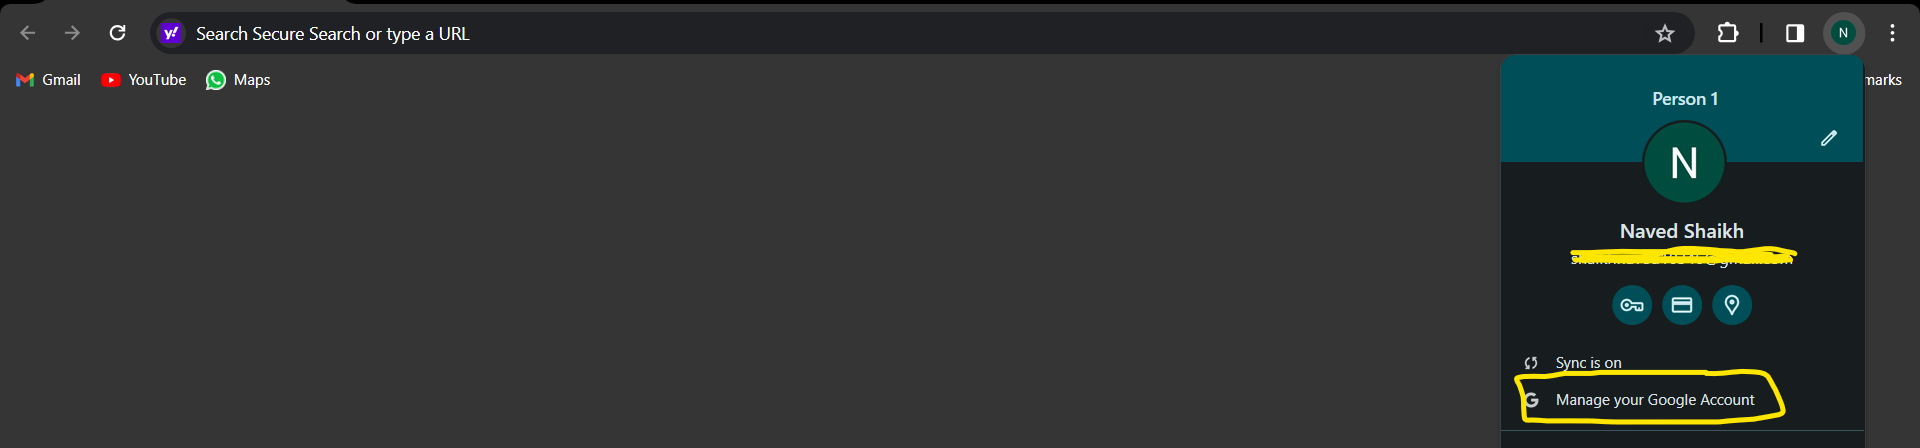 y!
Search Secure Search or type a URL
N
Gmail
YouTube
Maps
marks
Person 1
N
Naved Shaikh
Sync is on
G
Manage your Google Account